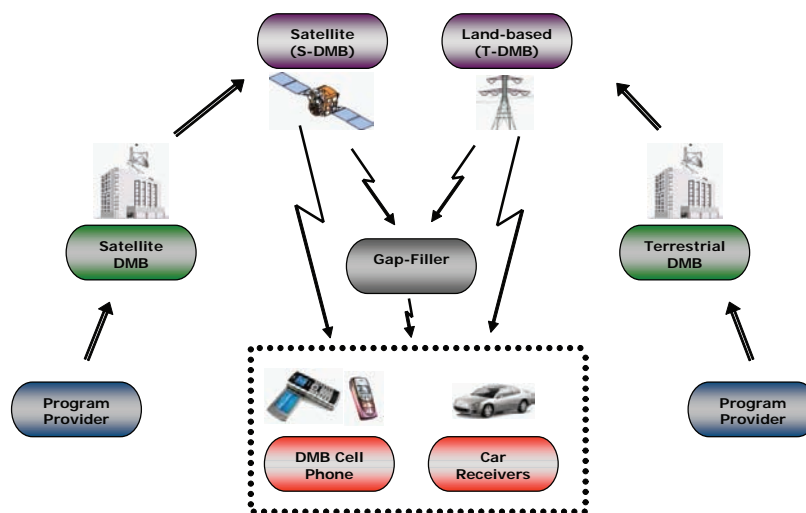 Satellite
(S-DMB)
Land-based
(T-DMB)
Satellite
DMB
Gap-Filler
Terrestrial
DMB
Program
Provider
DMB Cell
Phone
Car
Receivers
Program
Provider